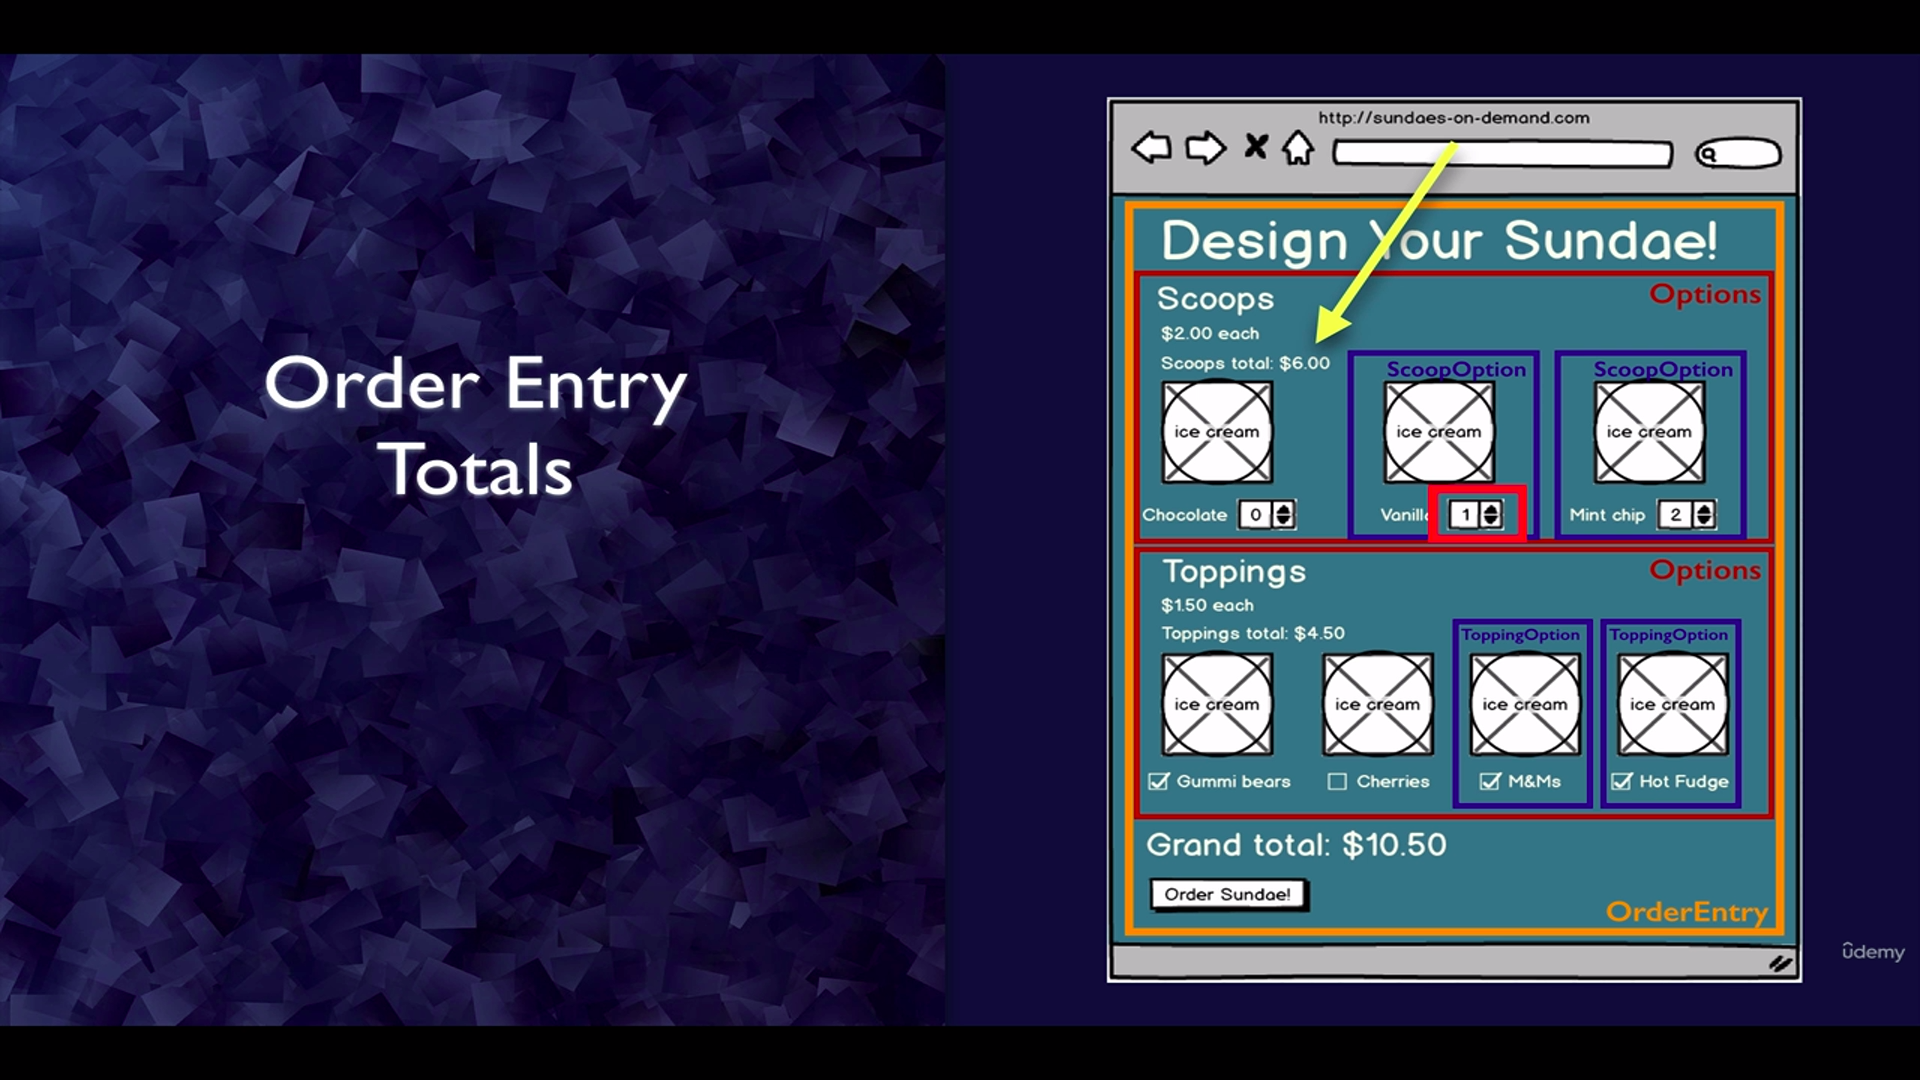 Order Entry
Totals
http://sundaes-on-demand.com
Design Your Sundae!
Scoops
Options
$2.00 each
Scoops total: $6.00
ScoopOption
ScoopOption
ice cream
ice cream
ice cream
Chocolate 0
Vanilla 1
Mint chip 2
Toppings
Options
$1.50 each
Toppings total: $4.50
ToppingOption
ToppingOption
ice cream
ice cream
ice cream
ice cream
Gummi bears
Cherries
M&Ms
Hot Fudge
Grand total: $10.50
Order Sundae!
OrderEntry
ûdemy